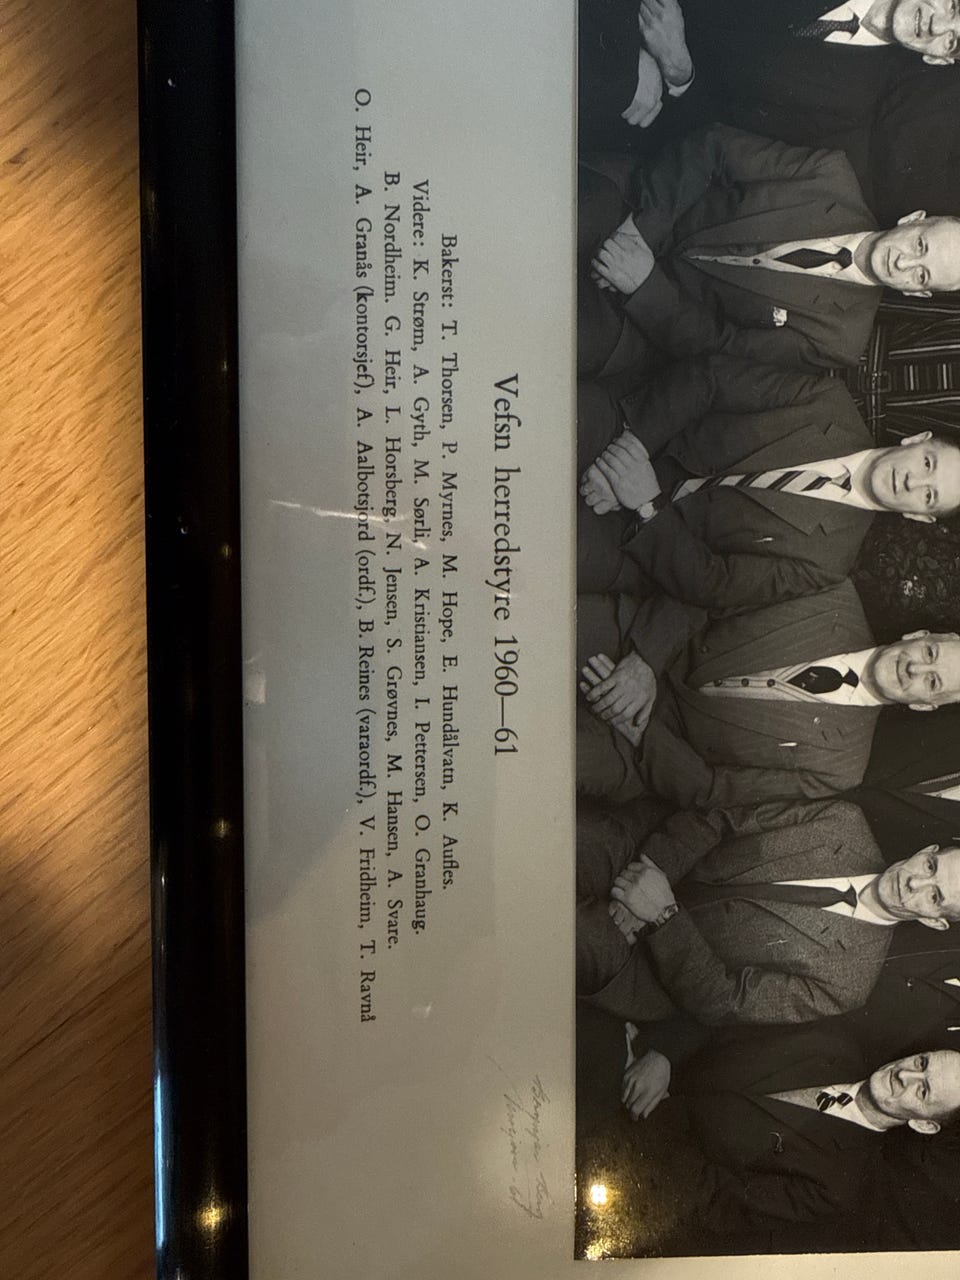 Vefsn herredstyre 1960—61
Bakerst: T. Thorsen, P. Myrnes, M. Hope, E. Hundålvatn, K. Aufles.
Videre: K. Strøm, A. Gyth, M. Sørli, A. Kristiansen, I. Pettersen, O. Granhaug.
B. Nordheim. G. Heir, L. Horsberg, N. Jensen, S. Grøvnes, M. Hansen, A. Svare.
O. Heir, A. Granås (kontorsjef), A. Aalbotsjord (ordf.), B. Reines (varaordf.), V. Fridheim, T. Ravnå